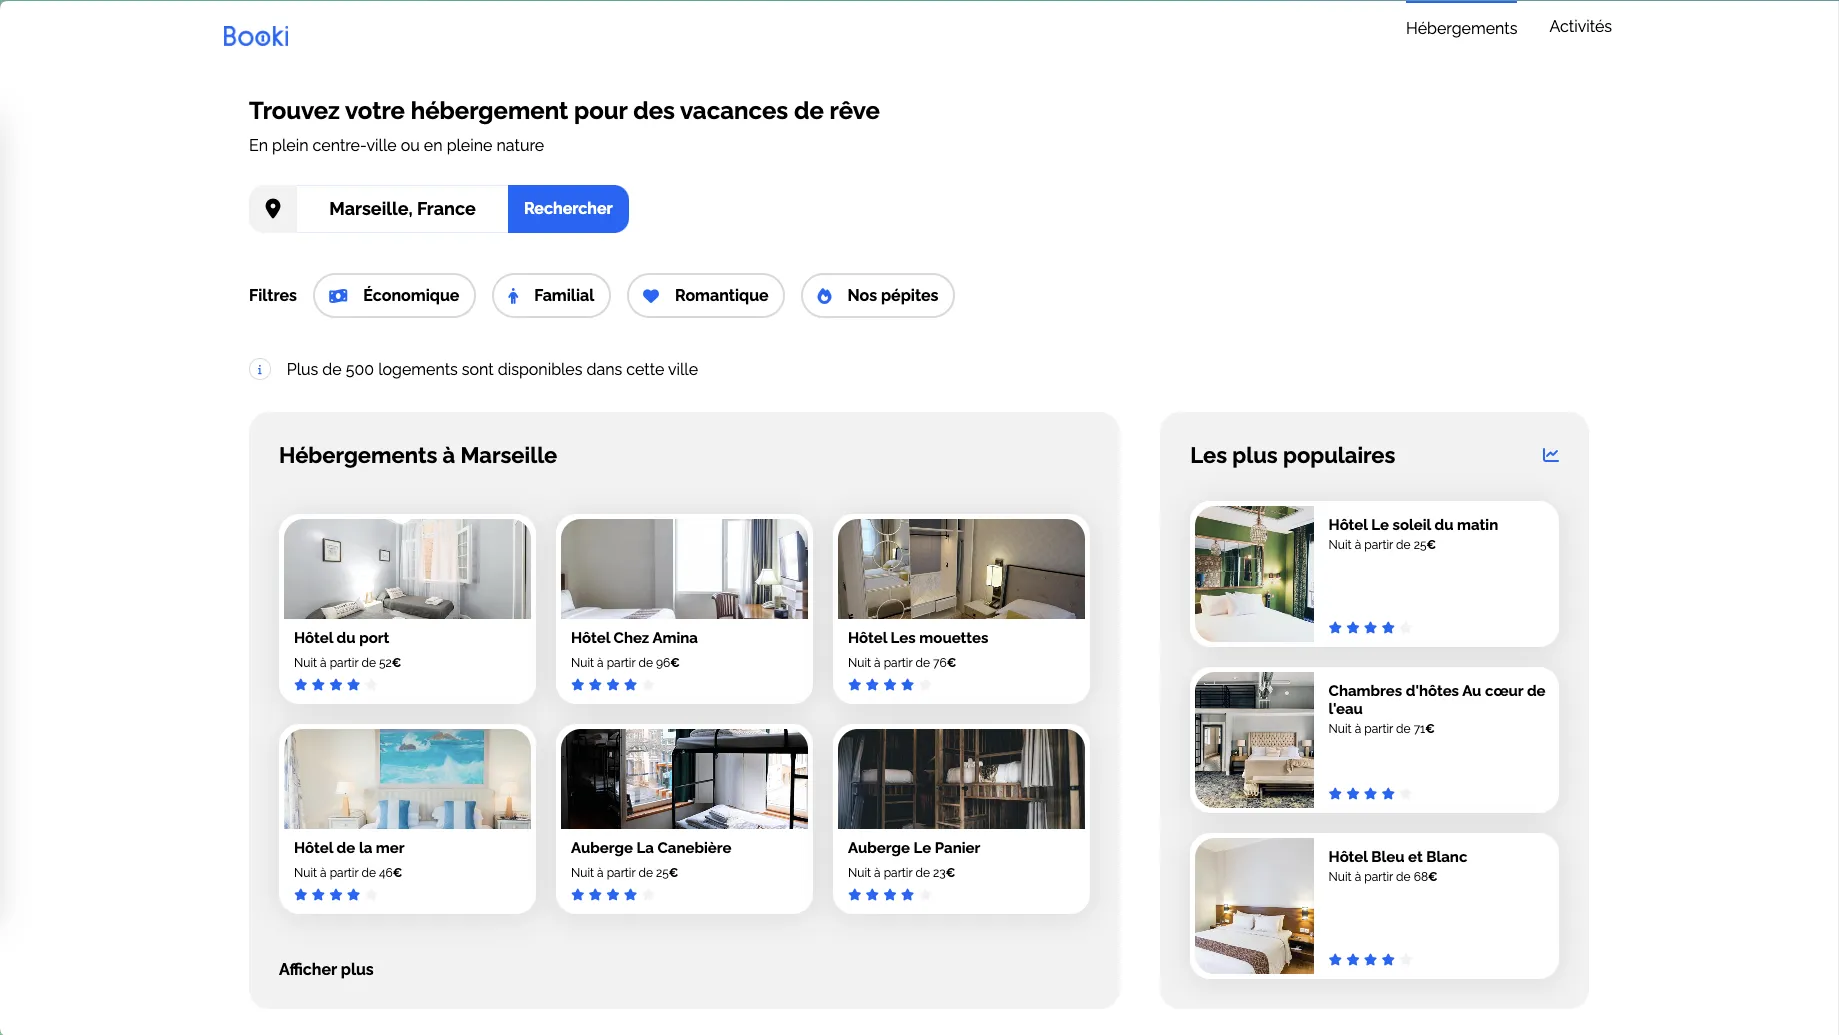 Booki
Hébergements
Activités
Trouvez votre hébergement pour des vacances de rêve
En plein centre-ville ou en pleine nature
Marseille, France
Rechercher
Filtres
Économique
Familial
Romantique
Nos pépites
i
Plus de 500 logements sont disponibles dans cette ville
Hébergements à Marseille
Hôtel du port
Nuit à partir de 52€
Hôtel Chez Amina
Nuit à partir de 96€
Hôtel Les mouettes
Nuit à partir de 76€
Hôtel de la mer
Nuit à partir de 46€
Auberge La Canebière
Nuit à partir de 25€
Auberge Le Panier
Nuit à partir de 23€
Afficher plus
Les plus populaires
Hôtel Le soleil du matin
Nuit à partir de 25€
Chambres d'hôtes Au cœur de
l'eau
Nuit à partir de 71€
Hôtel Bleu et Blanc
Nuit à partir de 68€